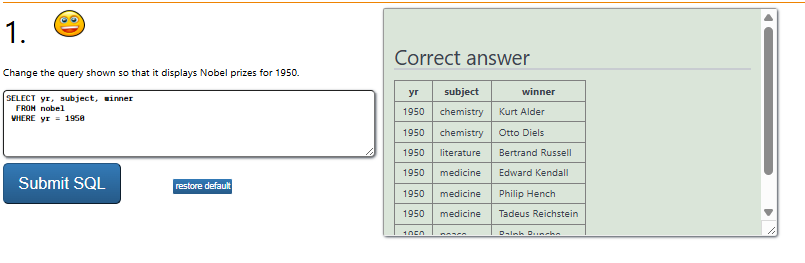 1.
Change the query shown so that it displays Nobel prizes for 1950.
SELECT yr, subject, winner
FROM nobel
WHERE yr = 1950
Submit SQL
restore default
Correct answer
yr subject winner
1950 chemistry Kurt Alder
1950 chemistry Otto Diels
1950 literature Bertrand Russell
1950 medicine Edward Kendall
1950 medicine Philip Hench
1950 medicine Tadeus Reichstein
1950 peace Ralph Bunche